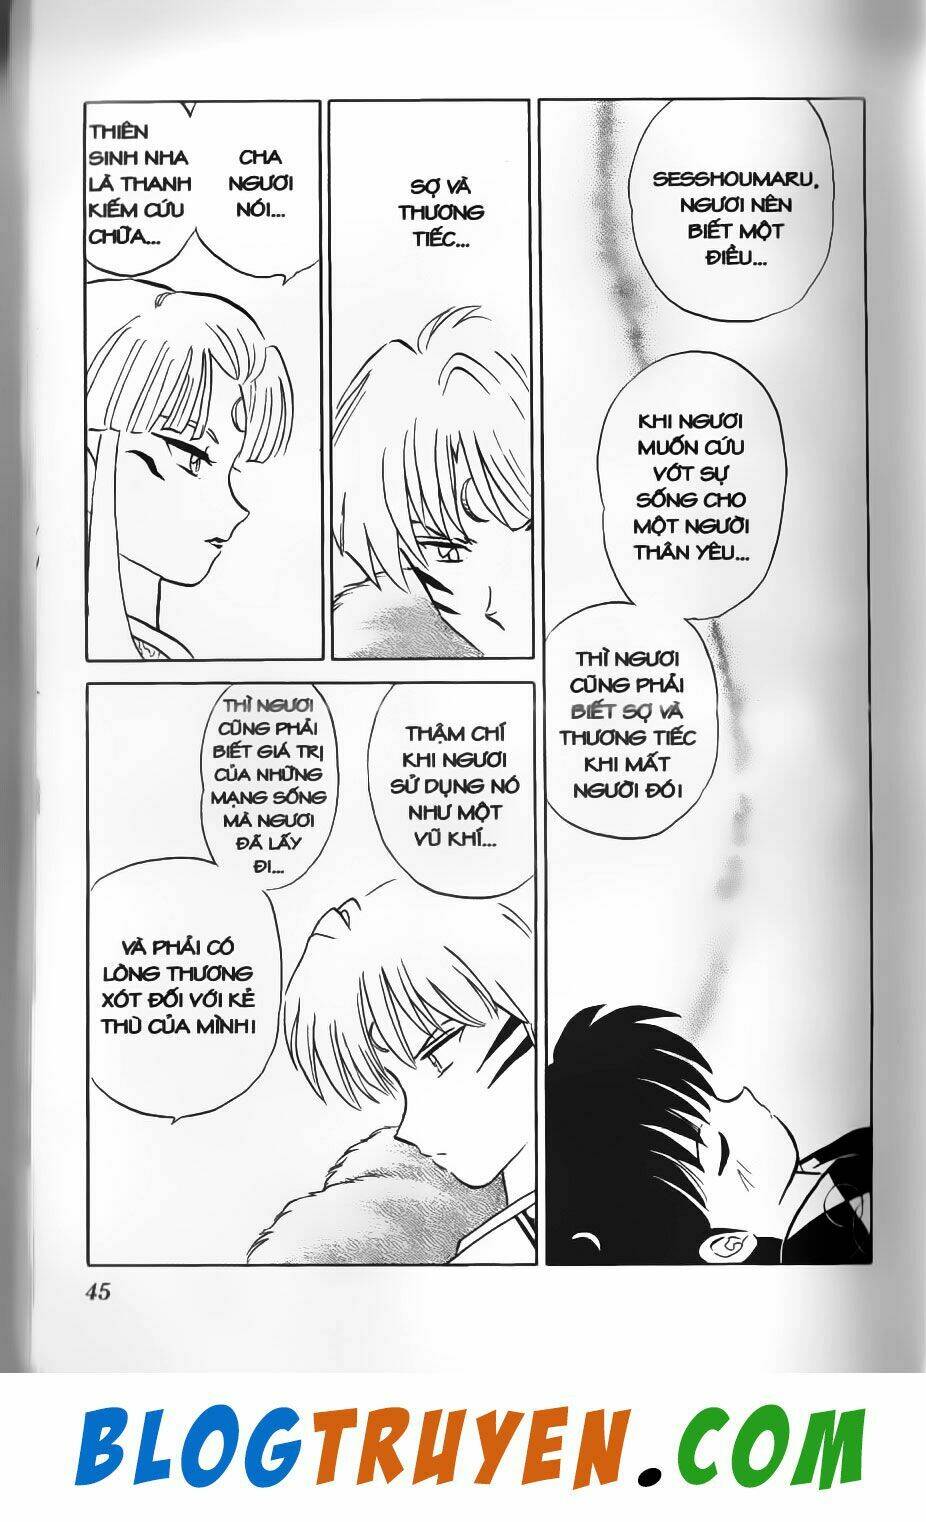 SESSHOUMARU,
NGƯƠI NÊN
BIẾT MỘT
ĐIỀU...
KHI NGƯƠI
MUỐN CỨU
VỚT SỰ
SỐNG CHO
MỘT NGƯỜI
THÂN YÊU...
THÌ NGƯƠI
CŨNG PHẢI
BIẾT SỢ VÀ
THƯƠNG TIẾC
KHI MẤT
NGƯỜI ĐÓ!
SỢ VÀ
THƯƠNG
TIẾC...
CHA
NGƯƠI
NÓI...
THIÊN
SINH NHA
LÀ THANH
KIẾM CỨU
CHỮA...
THẬM CHÍ
KHI NGƯƠI
SỬ DỤNG NÓ
NHƯ MỘT
VŨ KHÍ...
THÌ NGƯƠI
CŨNG PHẢI
BIẾT GIÁ TRỊ
CỦA NHỮNG
MẠNG SỐNG
MÀ NGƯƠI
ĐÃ LẤY
ĐI...
VÀ PHẢI CÓ
LÒNG THƯƠNG
XÓT ĐỐI VỚI KẺ
THÙ CỦA MÌNH!
45
BLOGTRUYEN.COM